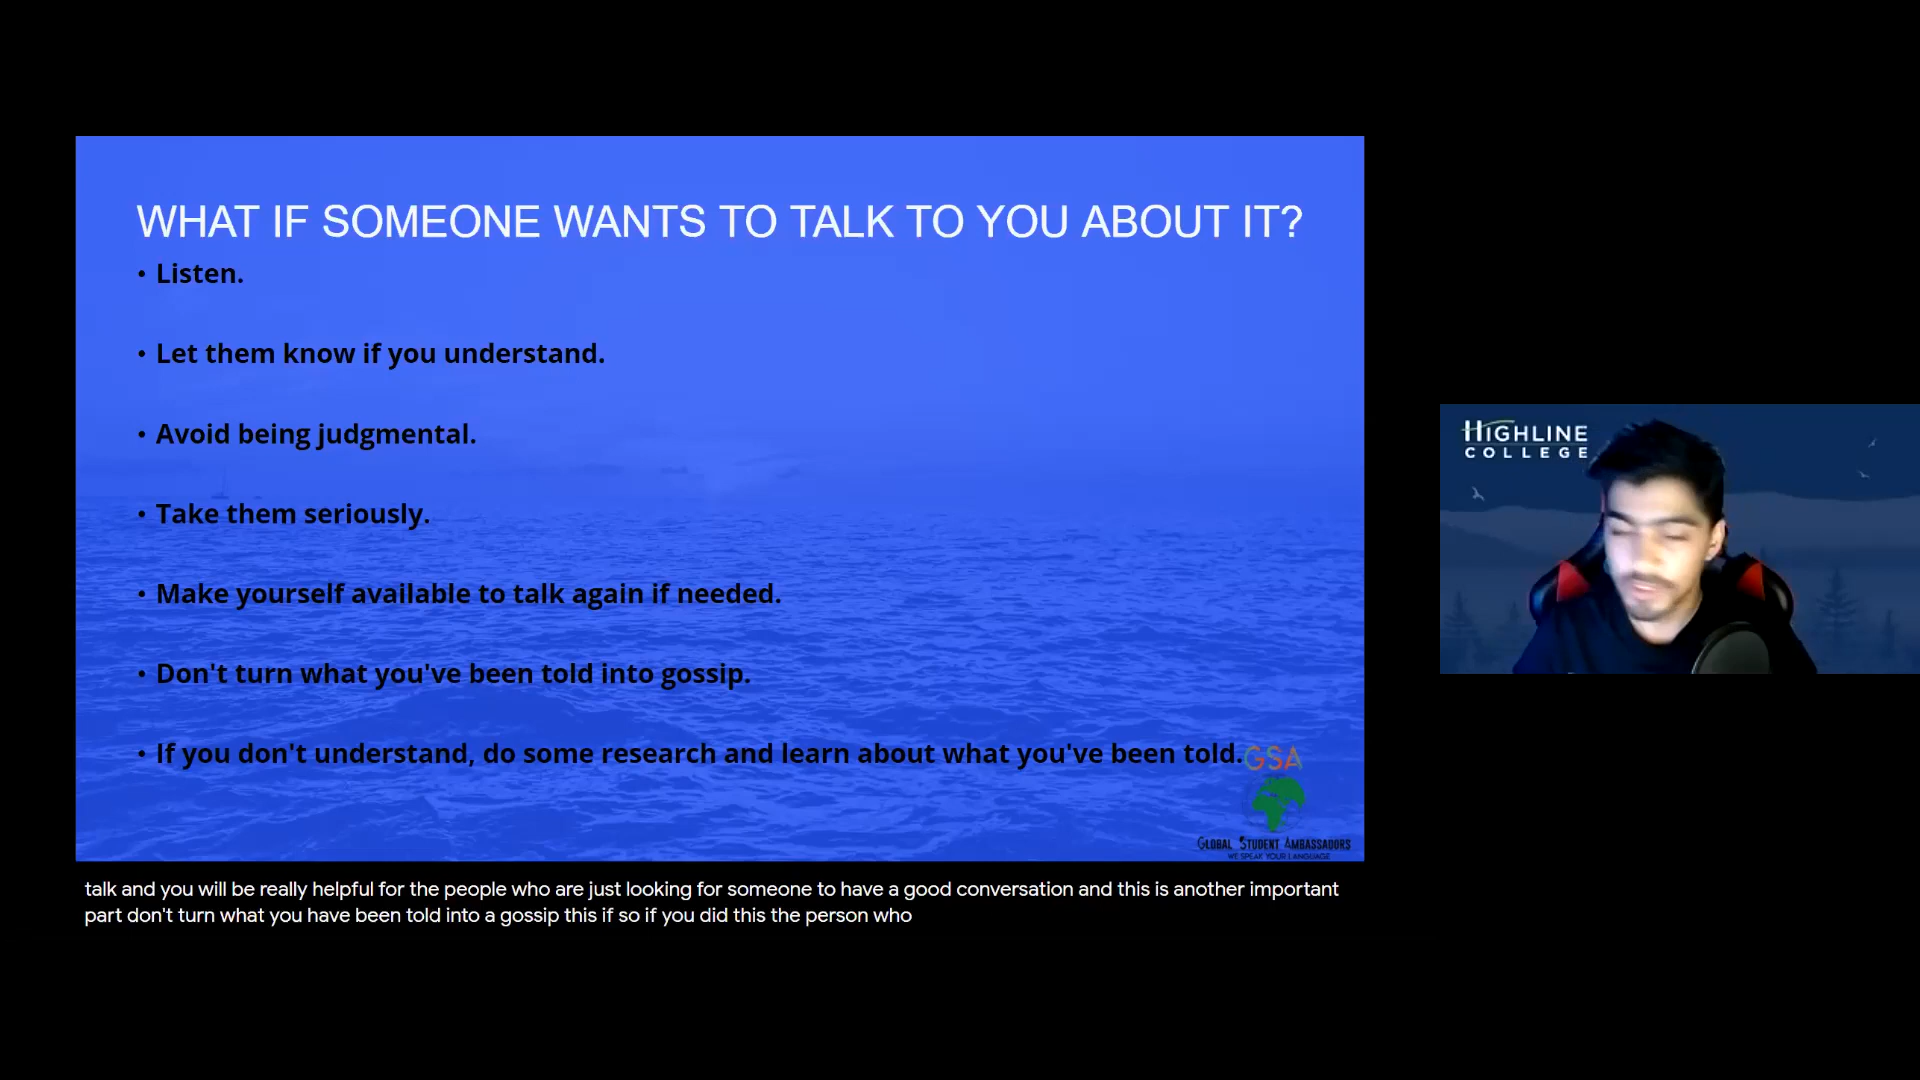 WHAT IF SOMEONE WANTS TO TALK TO YOU ABOUT IT?
• Listen.
• Let them know if you understand.
• Avoid being judgmental.
• Take them seriously.
• Make yourself available to talk again if needed.
• Don't turn what you've been told into gossip.
• If you don't understand, do some research and learn about what you've been told.
GSA
GLOBAL STUDENT AMBASSADORS
WE SPEAK YOUR LANGUAGE
HIGHLINE
COLLEGE
talk and you will be really helpful for the people who are just looking for someone to have a good conversation and this is another important
part don't turn what you have been told into a gossip this if so if you did this the person who